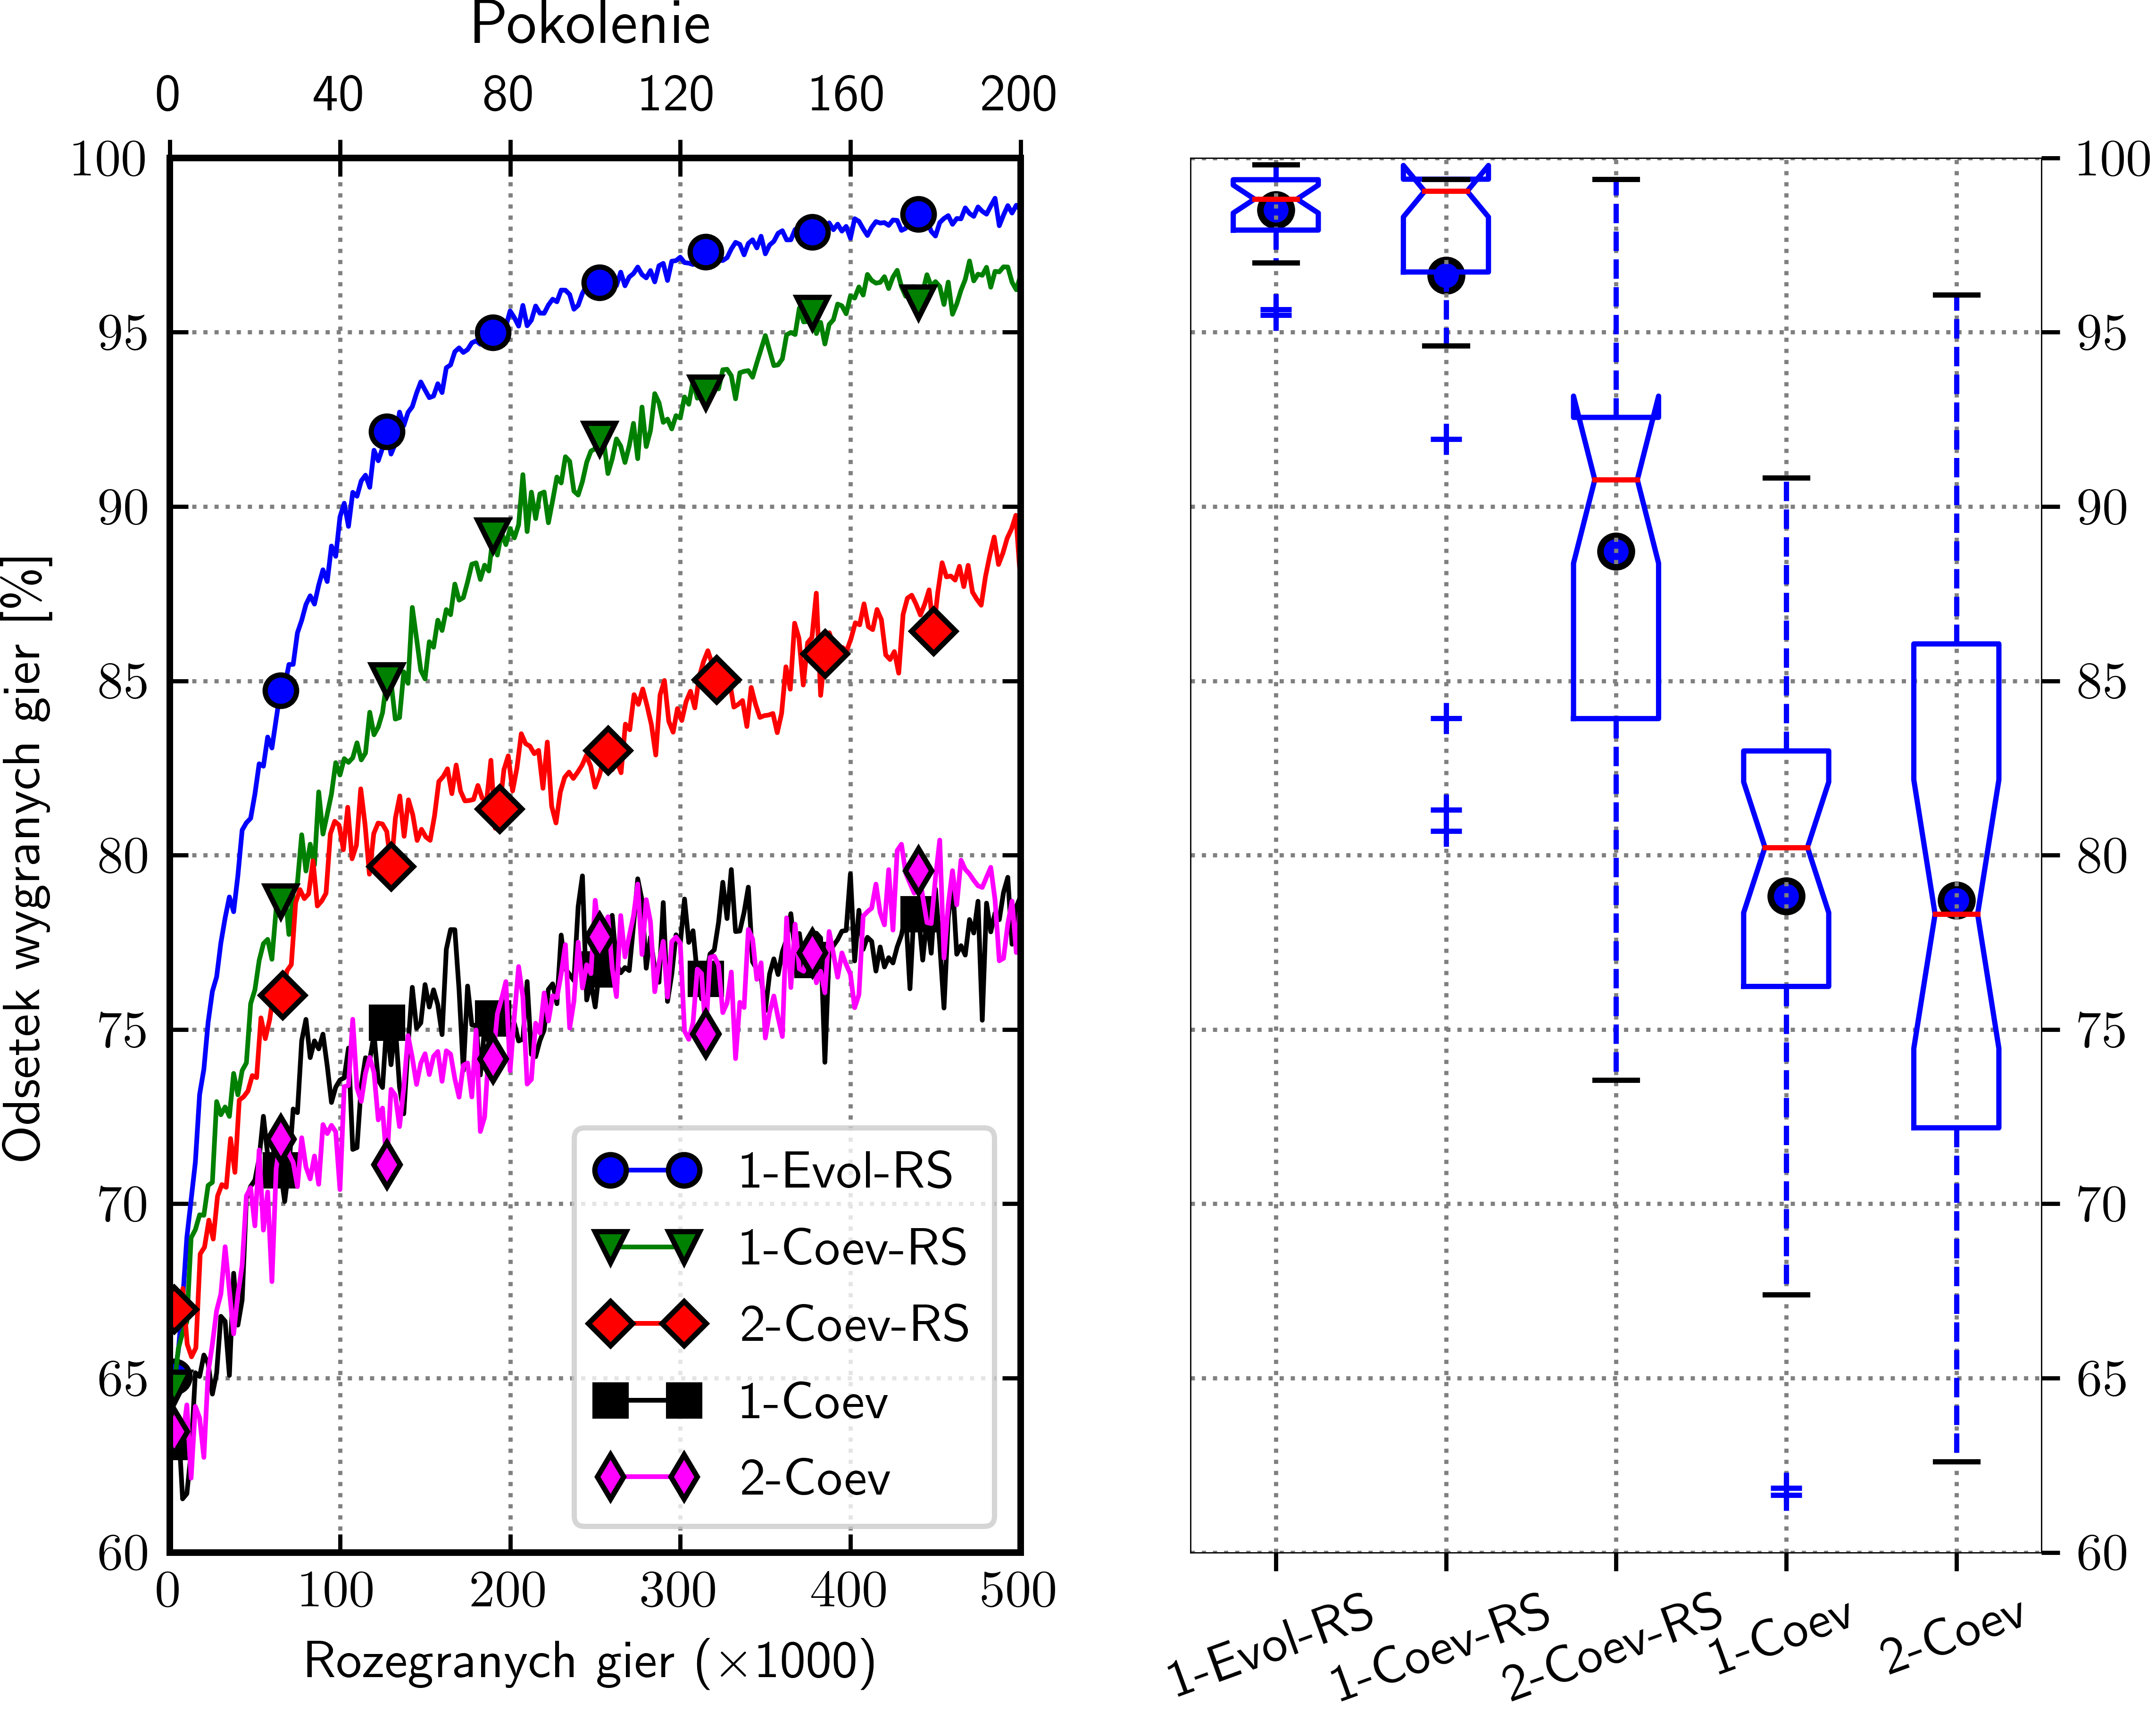 Pokolenie
0 40 80 120 160 200
Odsetek wygranych gier [%]
100
95
90
85
80
75
70
65
60
1-Evol-RS
1-Coev-RS
2-Coev-RS
1-Coev
2-Coev
0 100 200 300 400 500
Rozegranych gier (×1000)
100
95
90
85
80
75
70
65
60
1-Evol-RS
1-Coev-RS
2-Coev-RS
1-Coev
2-Coev